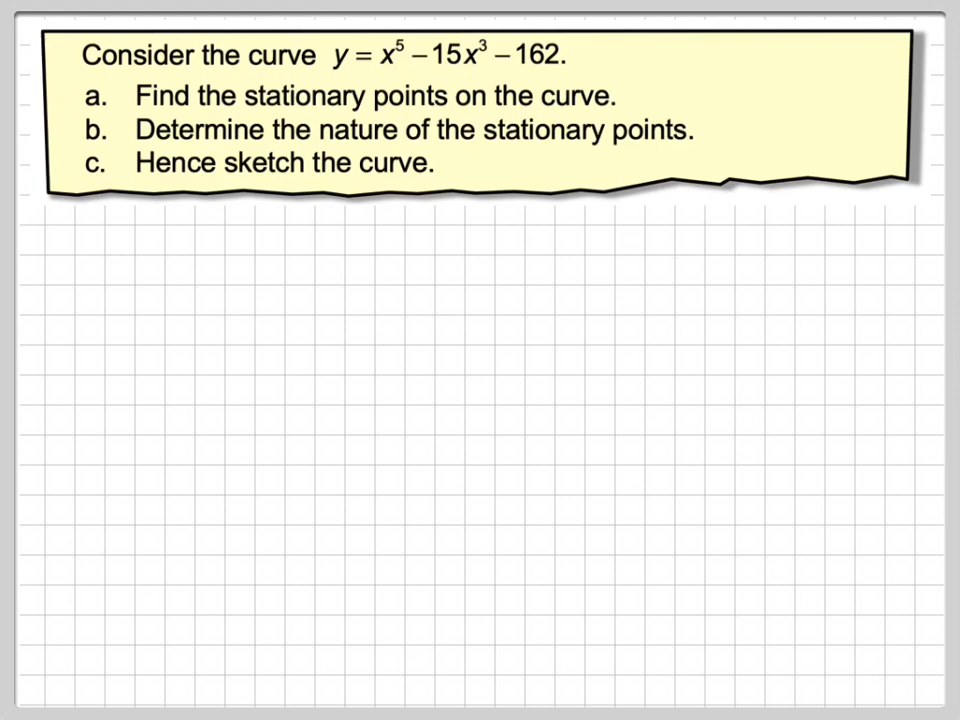 Consider the curve y = x⁵ – 15x³ – 162.
a. Find the stationary points on the curve.
b. Determine the nature of the stationary points.
c. Hence sketch the curve.